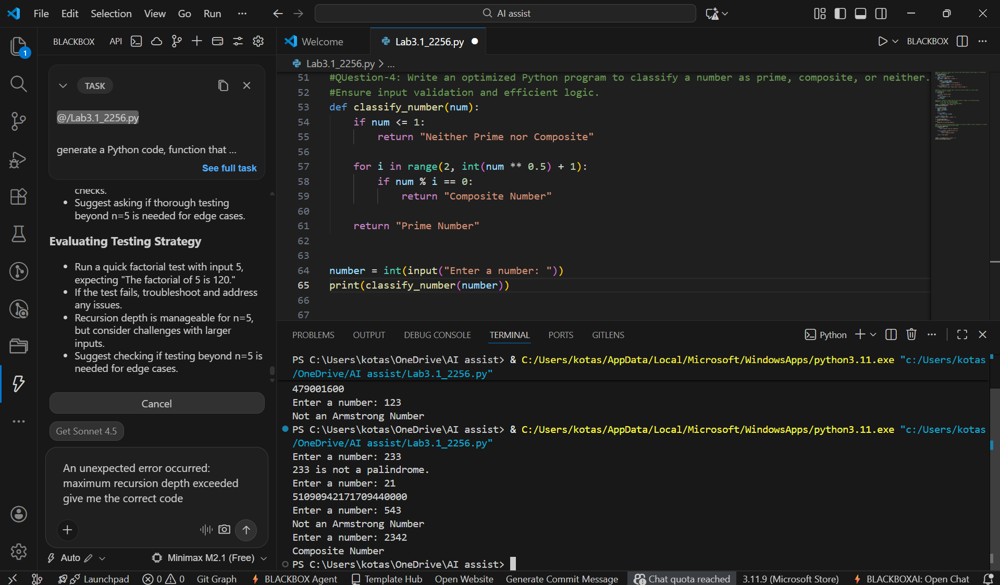 File Edit Selection View Go Run ··· AI assist
BLACKBOX API
1
TASK
@/Lab3.1_2256.py
generate a Python code, function that ...
See full task
checks.
• Suggest asking if thorough testing
beyond n=5 is needed for edge cases.
Evaluating Testing Strategy
• Run a quick factorial test with input 5,
expecting "The factorial of 5 is 120."
• If the test fails, troubleshoot and address
any issues.
• Recursion depth is manageable for n=5,
but consider challenges with larger
inputs.
• Suggest checking if testing beyond n=5 is
needed for edge cases.
Cancel
Get Sonnet 4.5
An unexpected error occurred:
maximum recursion depth exceeded
give me the correct code
Auto Minimax M2.1 (Free)
Welcome Lab3.1_2256.py BLACKBOX ···
Lab3.1_2256.py > ...
51 #QUestion-4: Write an optimized Python program to classify a number as prime, composite, or neither.
52 #Ensure input validation and efficient logic.
53 def classify_number(num):
54 if num <= 1:
55 return "Neither Prime nor Composite"
56
57 for i in range(2, int(num ** 0.5) + 1):
58 if num % i == 0:
59 return "Composite Number"
60
61 return "Prime Number"
62
63
64 number = int(input("Enter a number: "))
65 print(classify_number(number))
66
67
PROBLEMS OUTPUT DEBUG CONSOLE TERMINAL PORTS GITLENS Python
PS C:\Users\kotas\OneDrive\AI assist> & C:/Users/kotas/AppData/Local/Microsoft/WindowsApps/python3.11.exe "c:/Users/kotas
/OneDrive/AI assist/Lab3.1_2256.py"
479001600
Enter a number: 123
Not an Armstrong Number
PS C:\Users\kotas\OneDrive\AI assist> & C:/Users/kotas/AppData/Local/Microsoft/WindowsApps/python3.11.exe "c:/Users/kotas
/OneDrive/AI assist/Lab3.1_2256.py"
Enter a number: 233
233 is not a palindrome.
Enter a number: 21
51090942171709440000
Enter a number: 543
Not an Armstrong Number
Enter a number: 2342
Composite Number
PS C:\Users\kotas\OneDrive\AI assist>
Launchpad 0 0 Git Graph BLACKBOX Agent Template Hub Open Website Generate Commit Message Chat quota reached 3.11.9 (Microsoft Store) BLACKBOXAI: Open Chat